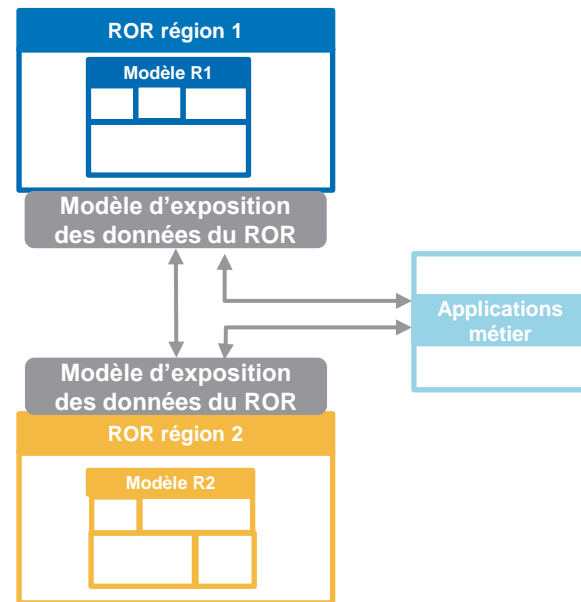 ROR région 1
Modèle R1
Modèle d’exposition
des données du ROR
Applications
métier
Modèle d’exposition
des données du ROR
ROR région 2
Modèle R2